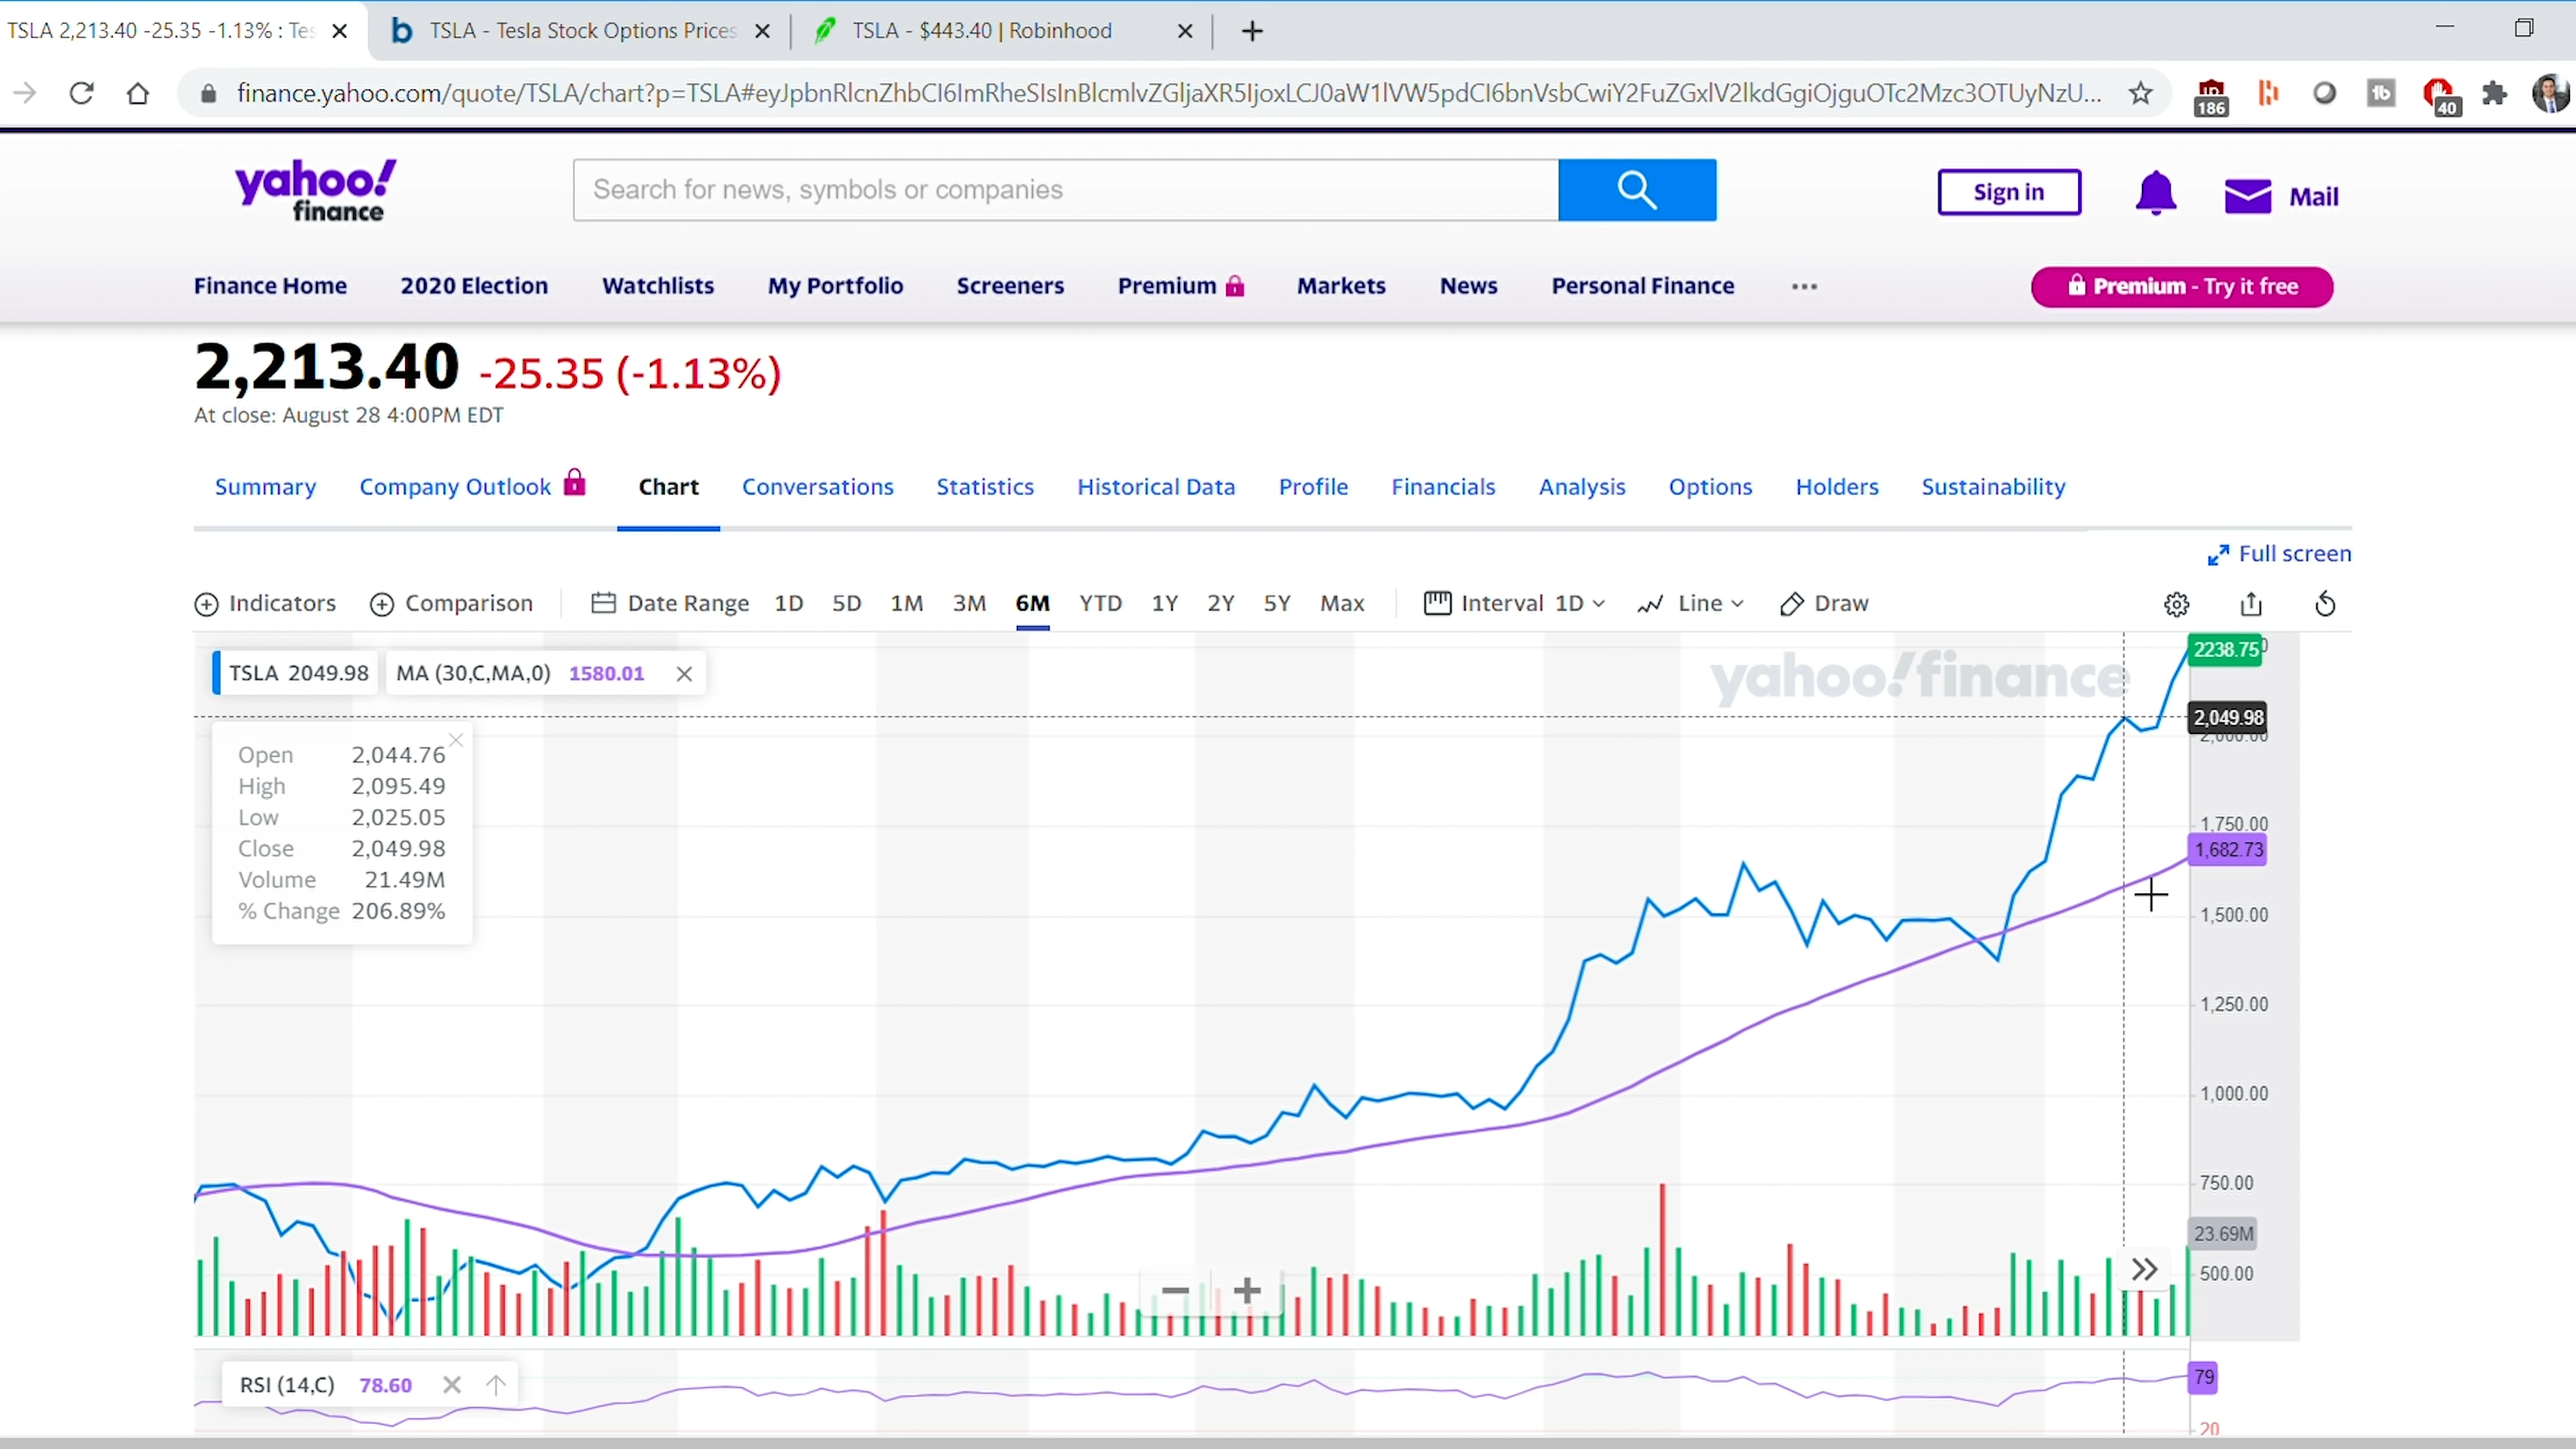 TSLA 2,213.40 -25.35 -1.13% : Tes
TSLA - Tesla Stock Options Prices
TSLA - $443.40 | Robinhood
finance.yahoo.com/quote/TSLA/chart?p=TSLA#eyJpbnRlcnZhbCI6ImRheSIsInBlcmlvZGljaXR5IjoxLCJ0aW1lVW5pdCI6bnVsbCwiY2FuZGxlV2lkdGgiOjguOTc2Mzc3OTUyNzU...
186
40
yahoo!
finance
Search for news, symbols or companies
Sign in
Mail
Finance Home 2020 Election Watchlists My Portfolio Screeners Premium Markets News Personal Finance ...
Premium - Try it free
2,213.40 -25.35 (-1.13%)
At close: August 28 4:00PM EDT
Summary Company Outlook Chart Conversations Statistics Historical Data Profile Financials Analysis Options Holders Sustainability
Full screen
Indicators Comparison Date Range 1D 5D 1M 3M 6M YTD 1Y 2Y 5Y Max Interval 1D Line Draw
TSLA 2049.98 MA (30,C,MA,0) 1580.01
yahoo!finance
2238.75
2,049.98
2,000.00
Open 2,044.76
High 2,095.49
Low 2,025.05
Close 2,049.98
Volume 21.49M
% Change 206.89%
1,750.00
1,682.73
1,500.00
1,250.00
1,000.00
750.00
23.69M
500.00
RSI (14,C) 78.60
79
20